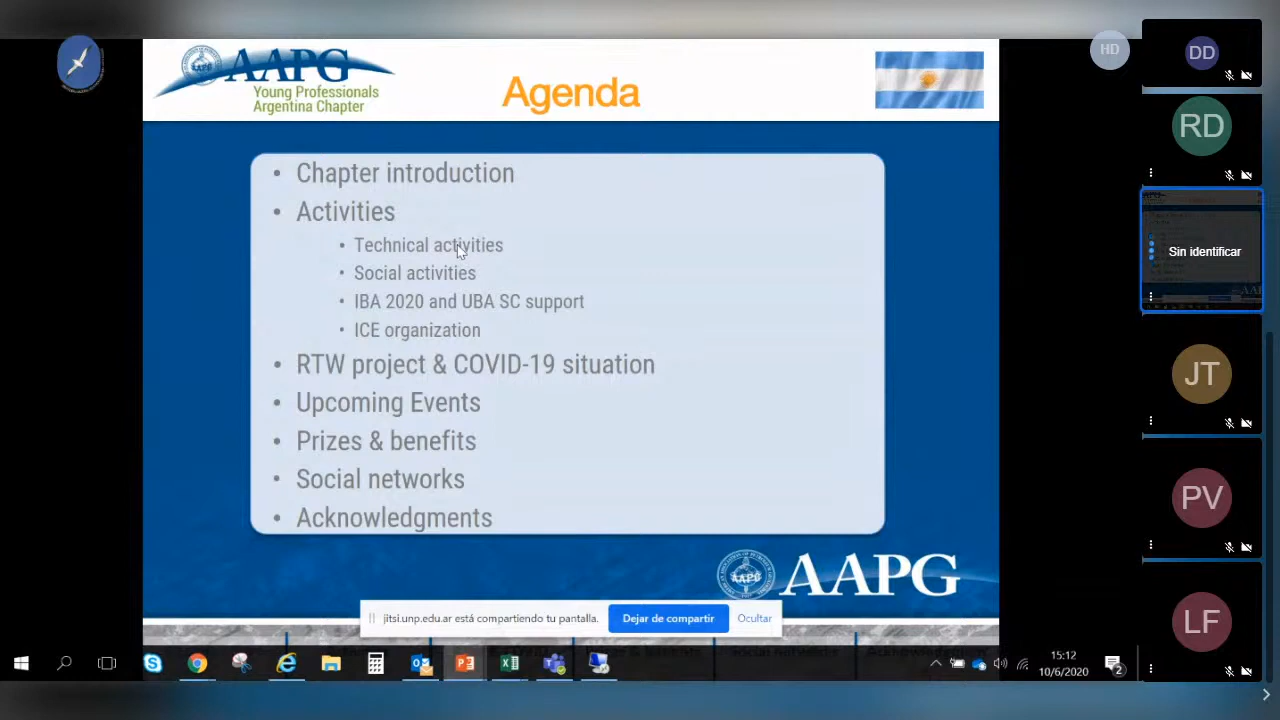 AAPG
Young Professionals
Argentina Chapter
Agenda
• Chapter introduction
• Activities
• Technical activities
• Social activities
• IBA 2020 and UBA SC support
• ICE organization
• RTW project & COVID-19 situation
• Upcoming Events
• Prizes & benefits
• Social networks
• Acknowledgments
AAPG
jitsi.unp.edu.ar está compartiendo tu pantalla.
Dejar de compartir
Ocultar
15:12
10/6/2020
2
HD
DD
RD
Sin identificar
JT
PV
LF